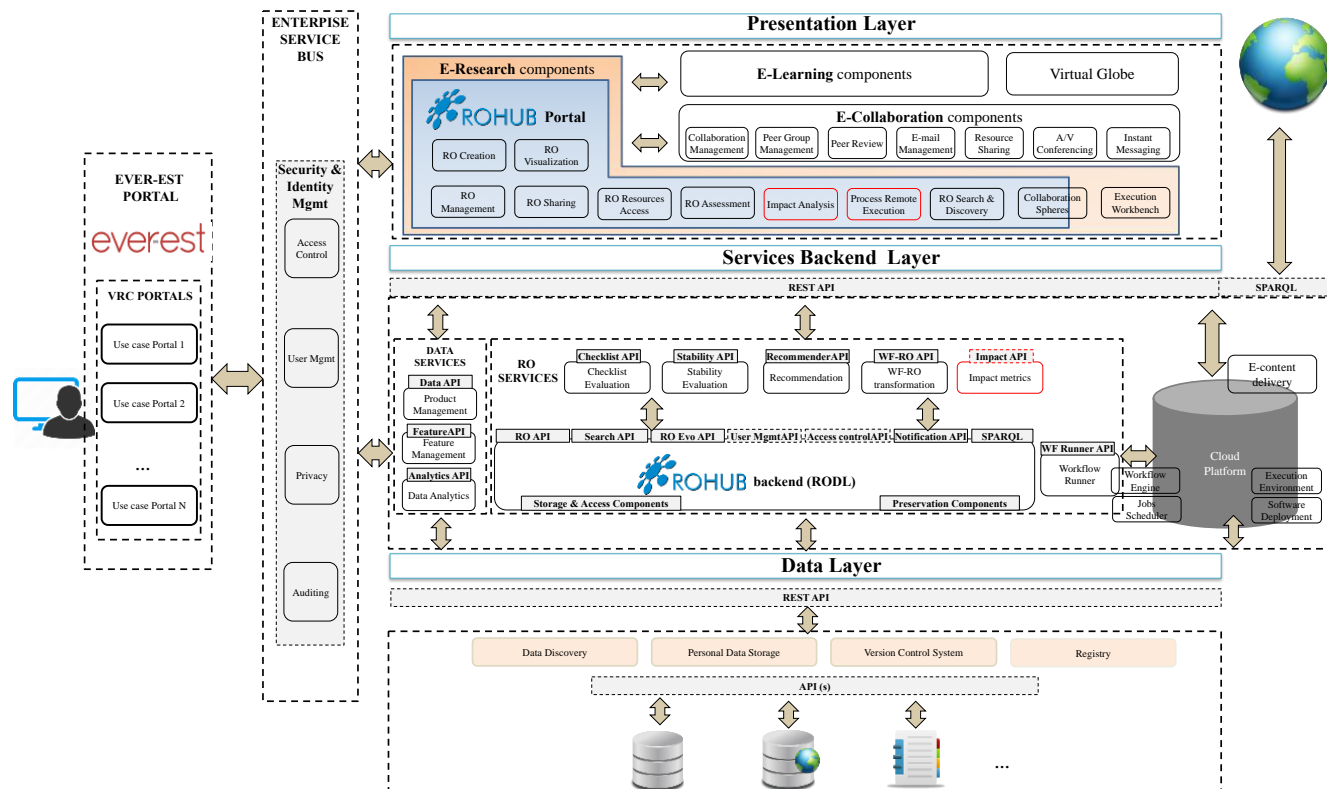 ENTERPISE
SERVICE
BUS
Security &
Identity
Mgmt
Access
Control
User Mgmt
Privacy
Auditing
EVER-EST
PORTAL
ever-est
VRC PORTALS
Use case Portal 1
Use case Portal 2
...
Use case Portal N
Presentation Layer
E-Research components
ROHUB Portal
RO Creation
RO
Visualization
RO
Management
RO Sharing
RO Resources
Access
RO Assessment
Impact Analysis
Process Remote
Execution
RO Search &
Discovery
Collaboration
Spheres
Execution
Workbench
E-Learning components
Virtual Globe
E-Collaboration components
Collaboration
Management
Peer Group
Management
Peer Review
E-mail
Management
Resource
Sharing
A/V
Conferencing
Instant
Messaging
Services Backend Layer
REST API
SPARQL
DATA
SERVICES
Data API
Product
Management
FeatureAPI
Feature
Management
Analytics API
Data Analytics
RO
SERVICES
Checklist API
Checklist
Evaluation
Stability API
Stability
Evaluation
RecommenderAPI
Recommendation
WF-RO API
WF-RO
transformation
Impact API
Impact metrics
RO API
Search API
RO Evo API
User MgmtAPI
Access controlAPI
Notification API
SPARQL
ROHUB backend (RODL)
Storage & Access Components
Preservation Components
WF Runner API
Workflow
Runner
E-content
delivery
Cloud
Platform
Workflow
Engine
Jobs
Scheduler
Execution
Environment
Software
Deployment
Data Layer
REST API
Data Discovery
Personal Data Storage
Version Control System
Registry
API (s)
...